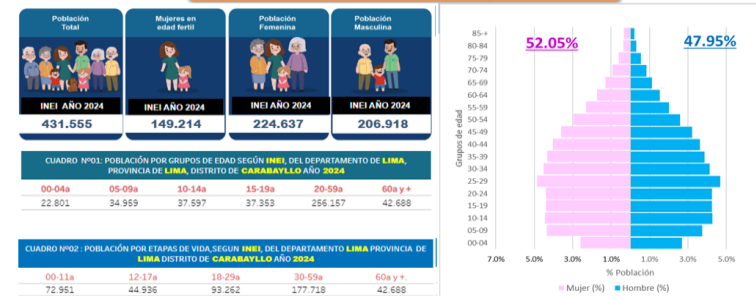 Población
Total
INEI AÑO 2024
431.555
Mujeres en
edad fertil
INEI AÑO 2024
149.214
Población
Femenina
INEI AÑO 2024
224.637
Población
Masculina
INEI AÑO 2024
206.918
CUADRO Nº01: POBLACIÓN POR GRUPOS DE EDAD SEGÚN INEI, DEL DEPARTAMENTO DE LIMA,
PROVINCIA DE LIMA, DISTRITO DE CARABAYLLO AÑO 2024
00-04a 05-09a 10-14a 15-19a 20-59a 60a y +
22.801 34.959 37.597 37.353 256.157 42.688
CUADRO Nº02 : POBLACIÓN POR ETAPAS DE VIDA,SEGUN INEI, DEL DEPARTAMENTO LIMA PROVINCIA DE
LIMA DISTRITO DE CARABAYLLO AÑO 2024
00-11a 12-17a 18-29a 30-59a 60a y +.
72.951 44.936 93.262 177.718 42.688
52.05% 47.95%
Grupos de edad
85-+
80-84
75-79
70-74
65-69
60-64
55-59
50-54
45-49
40-44
35-39
30-34
25-29
20-24
15-19
10-14
05-09
00-04
7.0% 5.0% 3.0% 1.0% 1.0% 3.0% 5.0% 7.0%
% Población
Mujer (%) Hombre (%)